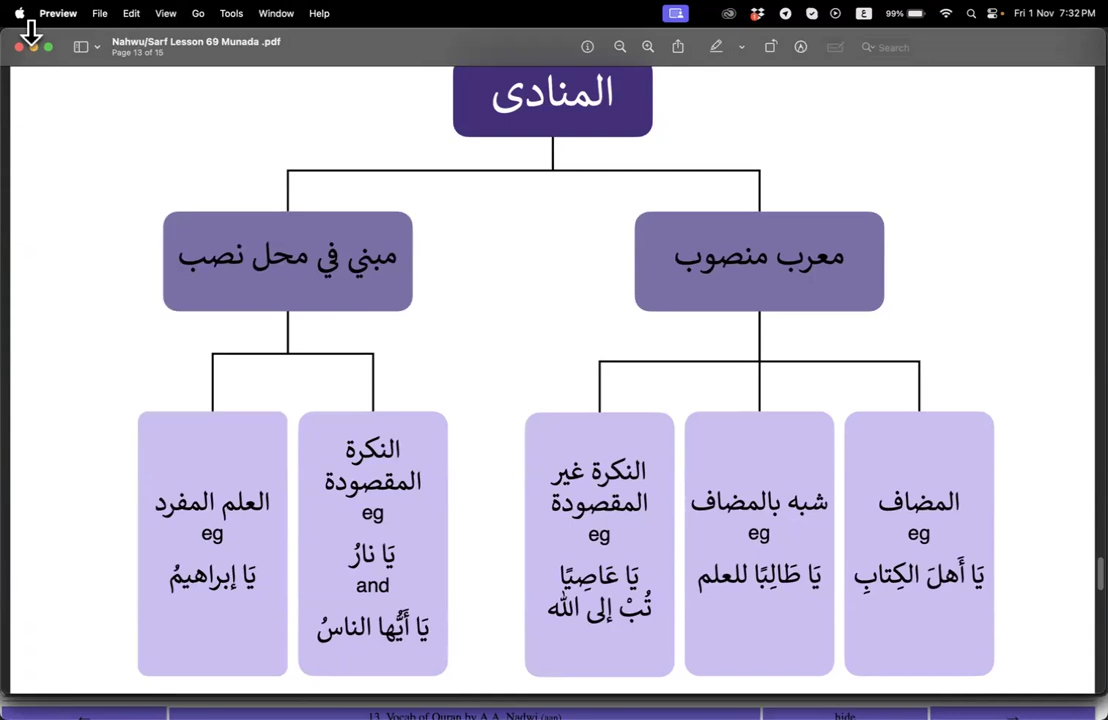 Preview File Edit View Go Tools Window Help 99% Fri 1 Nov 7:32 PM
Nahwu/Sarf Lesson 69 Munada .pdf
Page 13 of 15
Search
المنادى
معرب منصوب
مبني في محل نصب
المضاف
eg
يَا أَهلَ الكِتابِ
شبه بالمضاف
eg
يَا طَالِبًا للعلم
النكرة غير
المقصودة
eg
يَا عَاصِيًا
تُبْ إلى الله
النكرة
المقصودة
eg
يَا نارُ
and
يَا أَيُّها الناسُ
العلم المفرد
eg
يَا إبراهيمُ
13. Vocab of Quran by A.A. Nadwi (aan)
hide